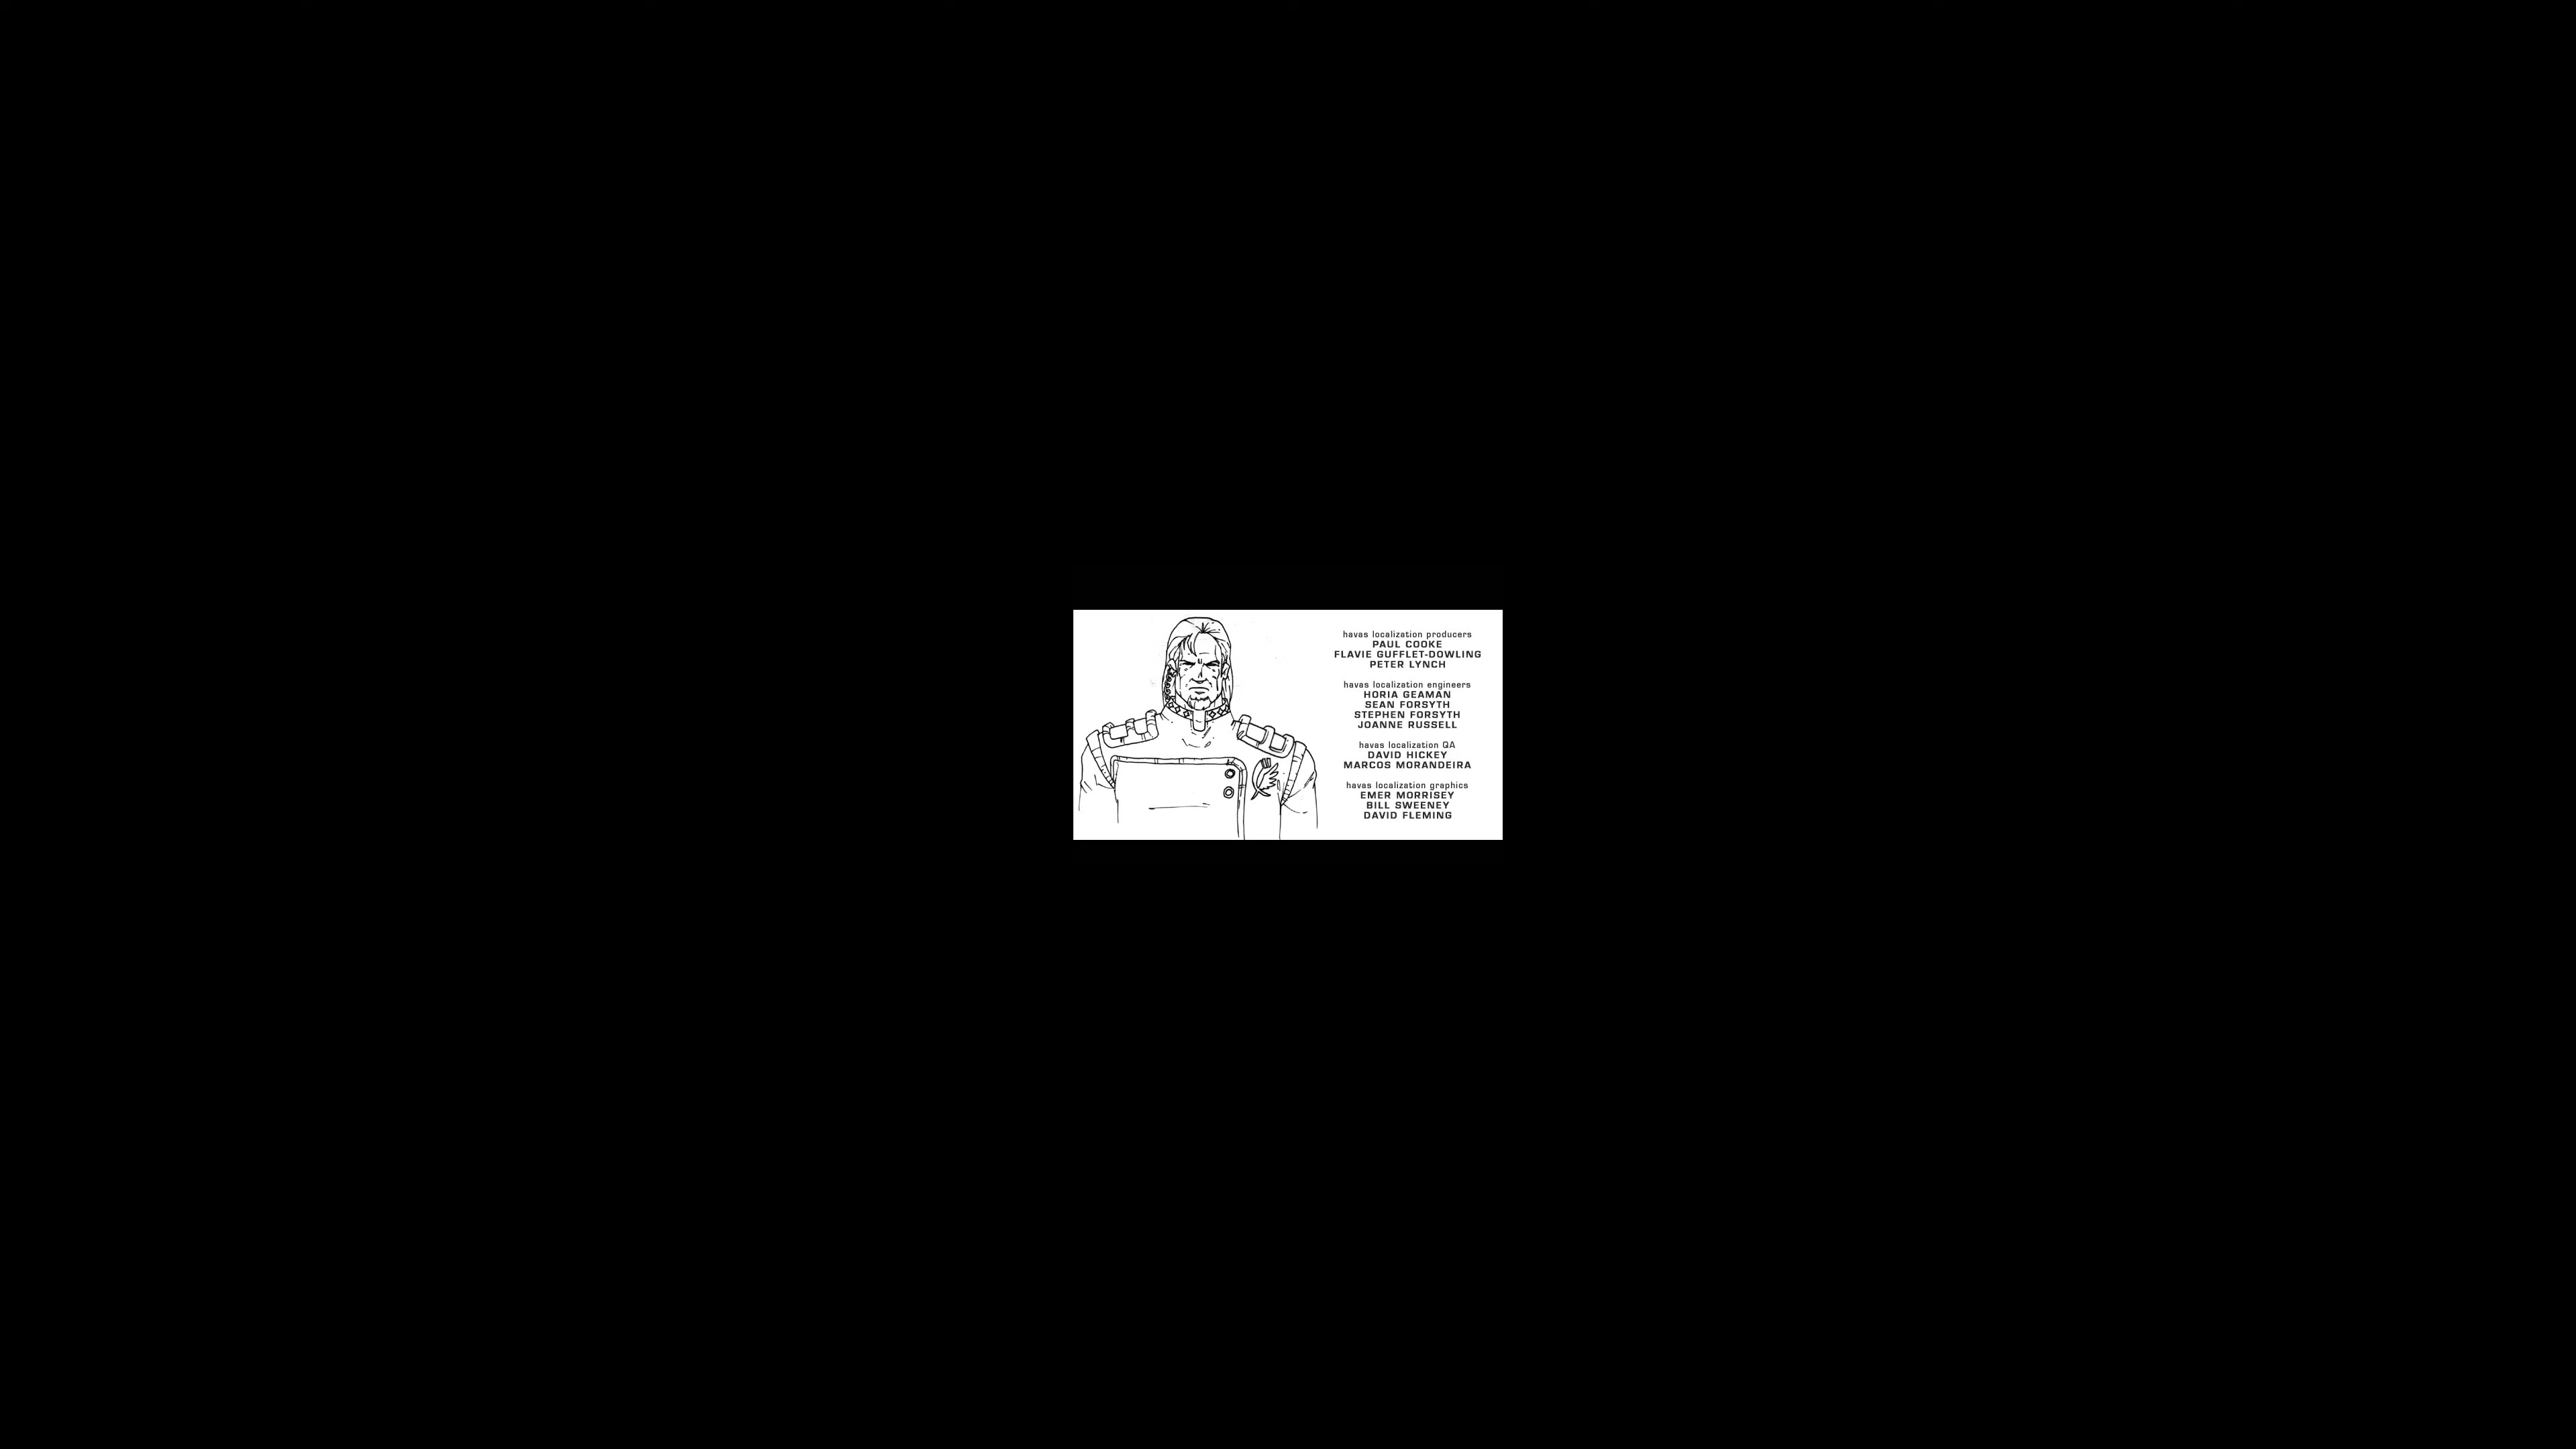 havas localization producers
PAUL COOKE
FLAVIE GUFFLET-DOWLING
PETER LYNCH
havas localization engineers
HORIA GEAMAN
SEAN FORSYTH
STEPHEN FORSYTH
JOANNE RUSSELL
havas localization QA
DAVID HICKEY
MARCOS MORANDEIRA
havas localization graphics
EMER MORRISEY
BILL SWEENEY
DAVID FLEMING